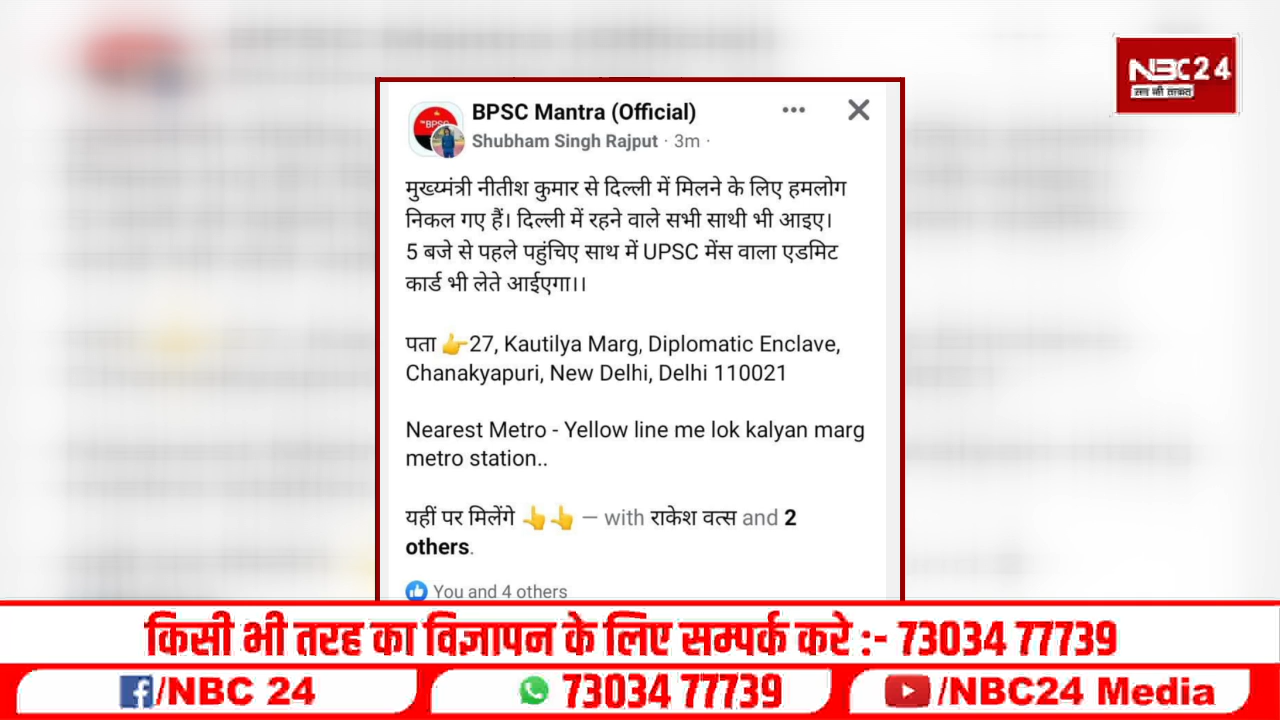 NBC24
सच की ताकत
BPSC Mantra (Official)
Shubham Singh Rajput · 3m ·
मुख्य्मंत्री नीतीश कुमार से दिल्ली में मिलने के लिए हमलोग
निकल गए हैं। दिल्ली में रहने वाले सभी साथी भी आइए।
5 बजे से पहले पहुंचिए साथ में UPSC मेंस वाला एडमिट
कार्ड भी लेते आईएगा।।
पता 👉27, Kautilya Marg, Diplomatic Enclave,
Chanakyapuri, New Delhi, Delhi 110021
Nearest Metro - Yellow line me lok kalyan marg
metro station..
यहीं पर मिलेंगे 👆👆 — with राकेश वत्स and 2
others.
You and 4 others
किसी भी तरह का विज्ञापन के लिए सम्पर्क करे :- 73034 77739
/NBC 24
73034 77739
/NBC24 Media